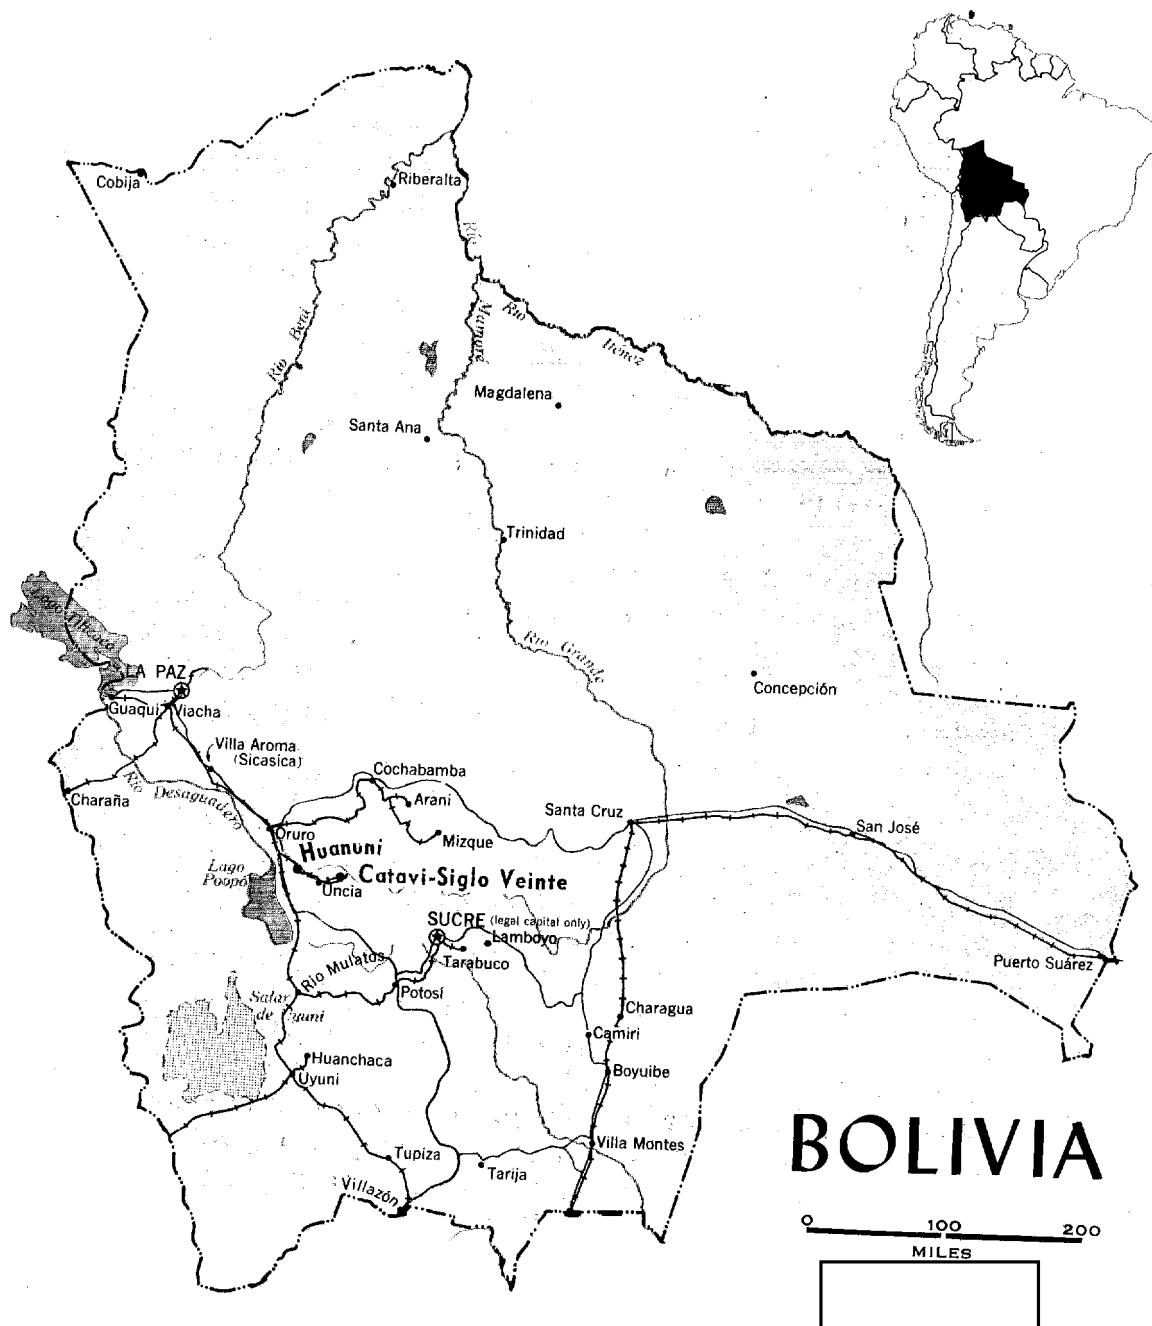 Cobija
Riberalta
Río
Río Beni
Mamoré
Río
Iténez
Magdalena
Santa Ana
Trinidad
Lago Titicaca
Río Grande
LA PAZ
Guaqui
Viacha
Concepción
Villa Aroma
(Sicasica)
Río Desaguadero
Charaña
Cochabamba
Arani
Santa Cruz
San José
Oruro
Mizque
Huanuni
Lago
Poopó
Catavi-Siglo Veinte
Uncia
SUCRE (legal capital only)
Lamboyo
Tarabuco
Río Mulatos
Puerto Suárez
Potosí
Salar
de Uyuni
Charagua
Camiri
Huanchaca
Uyuni
Boyuibe
BOLIVIA
Villa Montes
Tupiza
Tarija
Villazón
0 100 200
MILES